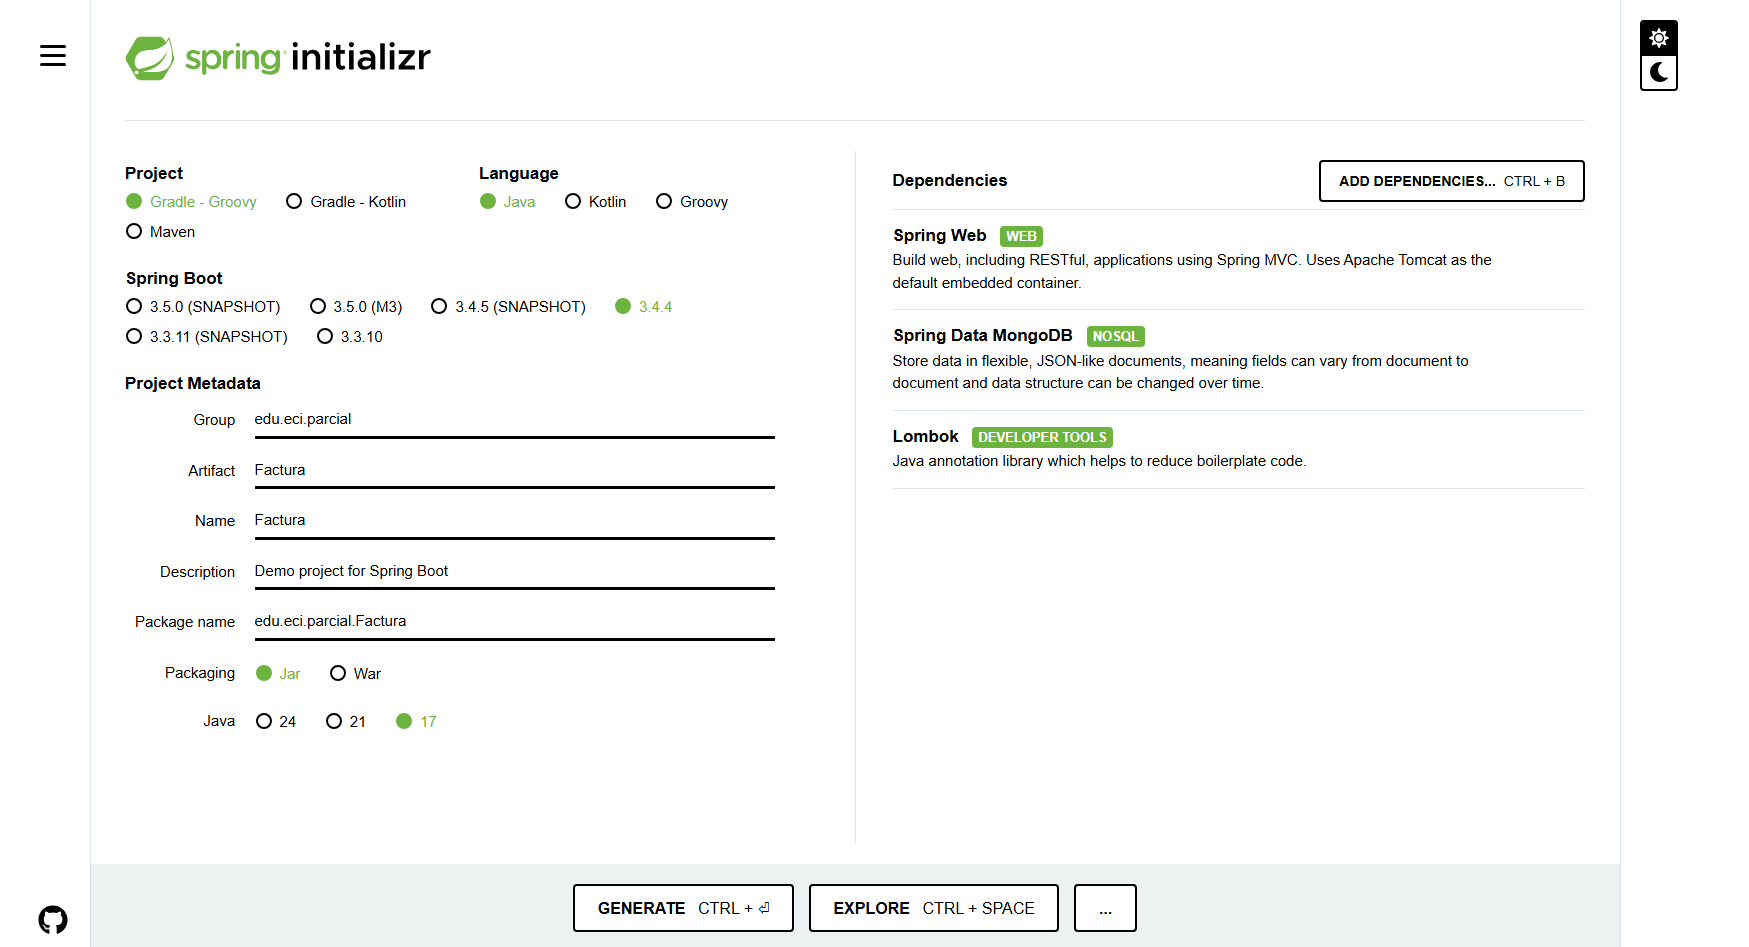 spring initializr
Project
Gradle - Groovy Gradle - Kotlin
Maven
Language
Java Kotlin Groovy
Spring Boot
3.5.0 (SNAPSHOT) 3.5.0 (M3) 3.4.5 (SNAPSHOT) 3.4.4
3.3.11 (SNAPSHOT) 3.3.10
Project Metadata
Group edu.eci.parcial
Artifact Factura
Name Factura
Description Demo project for Spring Boot
Package name edu.eci.parcial.Factura
Packaging Jar War
Java 24 21 17
Dependencies ADD DEPENDENCIES... CTRL + B
Spring Web WEB
Build web, including RESTful, applications using Spring MVC. Uses Apache Tomcat as the
default embedded container.
Spring Data MongoDB NOSQL
Store data in flexible, JSON-like documents, meaning fields can vary from document to
document and data structure can be changed over time.
Lombok DEVELOPER TOOLS
Java annotation library which helps to reduce boilerplate code.
GENERATE CTRL + ⏎ EXPLORE CTRL + SPACE ...